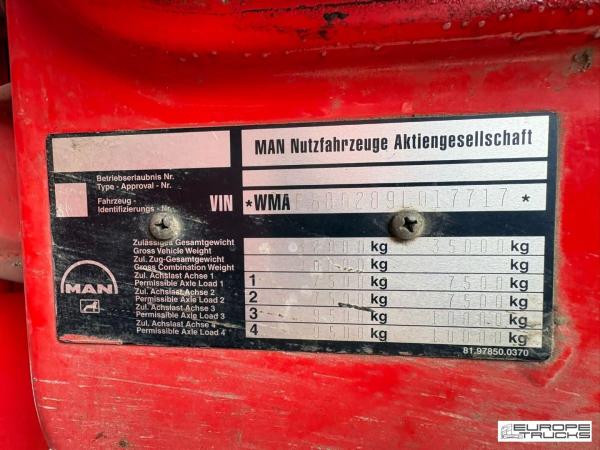 MAN Nutzfahrzeuge Aktiengesellschaft
Betriebserlaubnis Nr.
Type - Approval - Nr.
Fahrzeug -
Identifizierungs - Nr.
VIN
*WMA *
Zulässiges Gesamtgewicht
Gross Vehicle Weight
kg 35000 kg
Zul. Zug-Gesamtgewicht
Gross Combination Weight
kg kg
Zul. Achslast Achse 1
Permissible Axle Load 1
1 kg kg
Zul. Achslast Achse 2
Permissible Axle Load 2
2 kg 7500 kg
Zul. Achslast Achse 3
Permissible Axle Load 3
3 kg kg
Zul. Achslast Achse 4
Permissible Axle Load 4
4 kg kg
MAN
81.97850.0370
EUROPE
TRUCKS